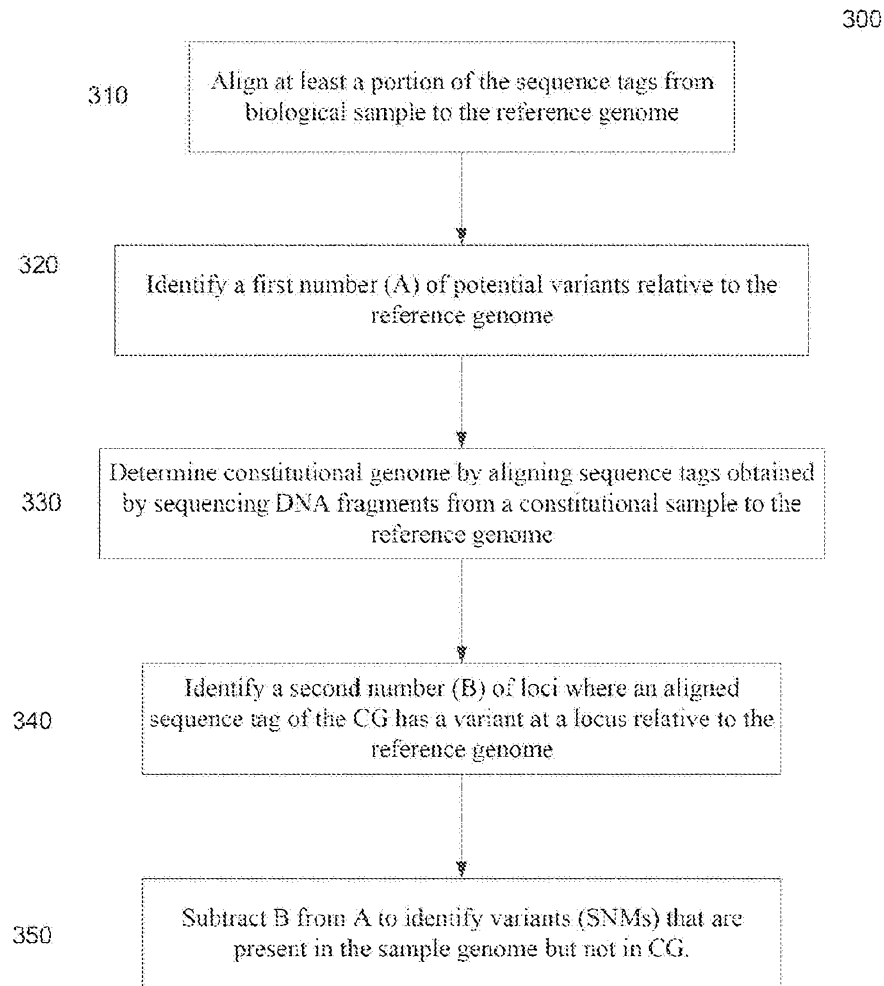 300
310
Align at least a portion of the sequence tags from
biological sample to the reference genome
320
Identify a first number (A) of potential variants relative to the
reference genome
330
Determine constitutional genome by aligning sequence tags obtained
by sequencing DNA fragments from a constitutional sample to the
reference genome
340
Identify a second number (B) of loci where an aligned
sequence tag of the CG has a variant at a locus relative to the
reference genome
350
Subtract B from A to identify variants (SNMs) that are
present in the sample genome but not in CG.